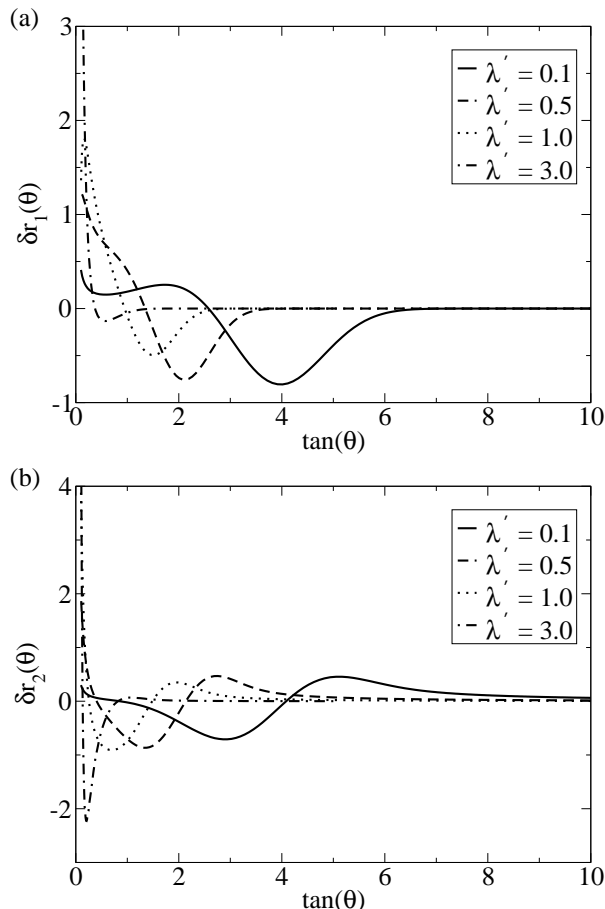 (a)
3
2
1
0
-1
δr₁(θ)
λ′ = 0.1
λ′ = 0.5
λ′ = 1.0
λ′ = 3.0
0 2 4 6 8 10
tan(θ)
(b)
4
2
0
-2
δr₂(θ)
λ′ = 0.1
λ′ = 0.5
λ′ = 1.0
λ′ = 3.0
0 2 4 6 8 10
tan(θ)